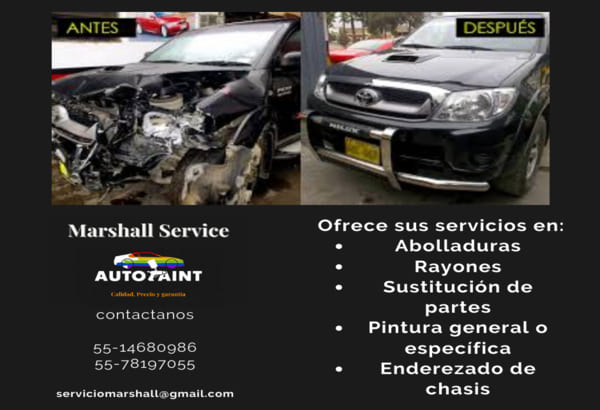 ANTES
DESPUÉS
HILUX
Marshall Service
AUTOPAINT
Calidad, Precio y garantía
contactanos
55-14680986
55-78197055
serviciomarshall@gmail.com
Ofrece sus servicios en:
• Abolladuras
• Rayones
• Sustitución de
partes
• Pintura general o
específica
• Enderezado de
chasis